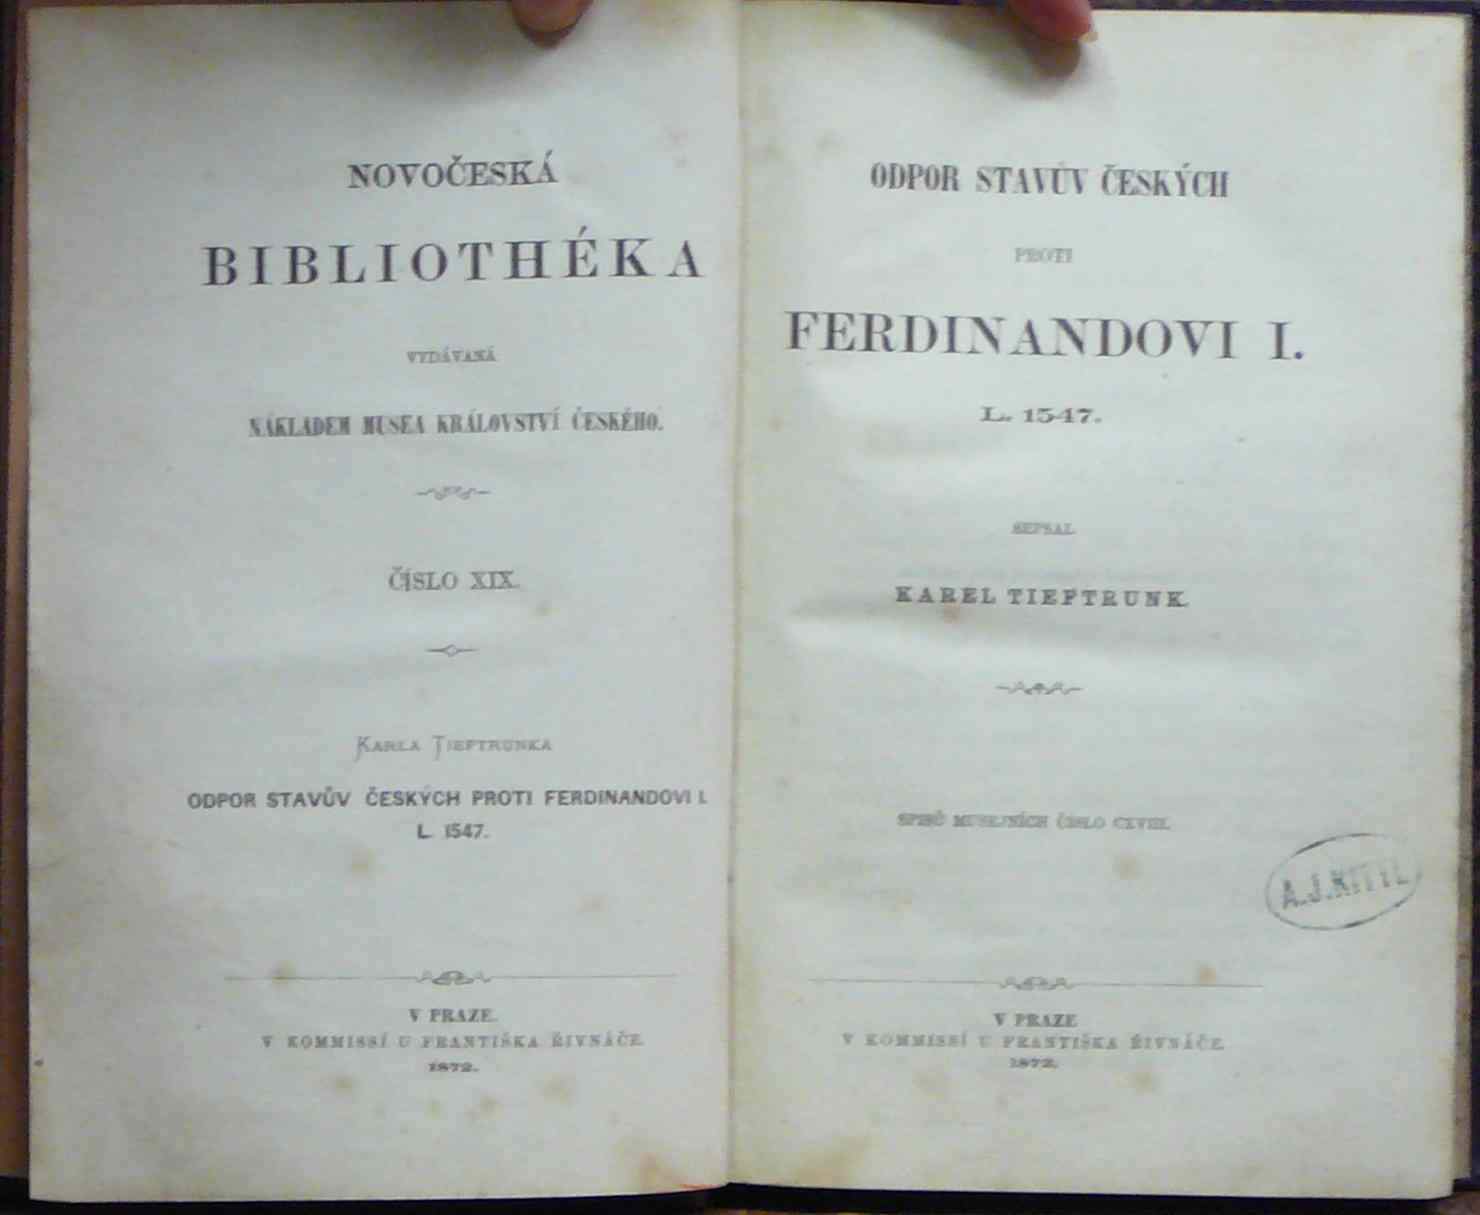 NOVOČESKÁ
BIBLIOTHÉKA
VYDÁVANÁ
NÁKLADEM MUSEA KRÁLOVSTVÍ ČESKÉHO.
ČÍSLO XIX.
KARLA TIEFTRUNKA
ODPOR STAVŮV ČESKÝCH PROTI FERDINANDOVI I.
L. 1547.
V PRAZE.
V KOMMISSÍ U FRANTIŠKA ŘIVNÁČE.
1872.
ODPOR STAVŮV ČESKÝCH
PROTI
FERDINANDOVI I.
L. 1547.
SEPSAL
KAREL TIEFTRUNK.
SPISŮ MUSEJNÍCH ČÍSLO
A.J.KITTL
V PRAZE
V KOMMISSÍ U FRANTIŠKA ŘIVNÁČE.
1872.